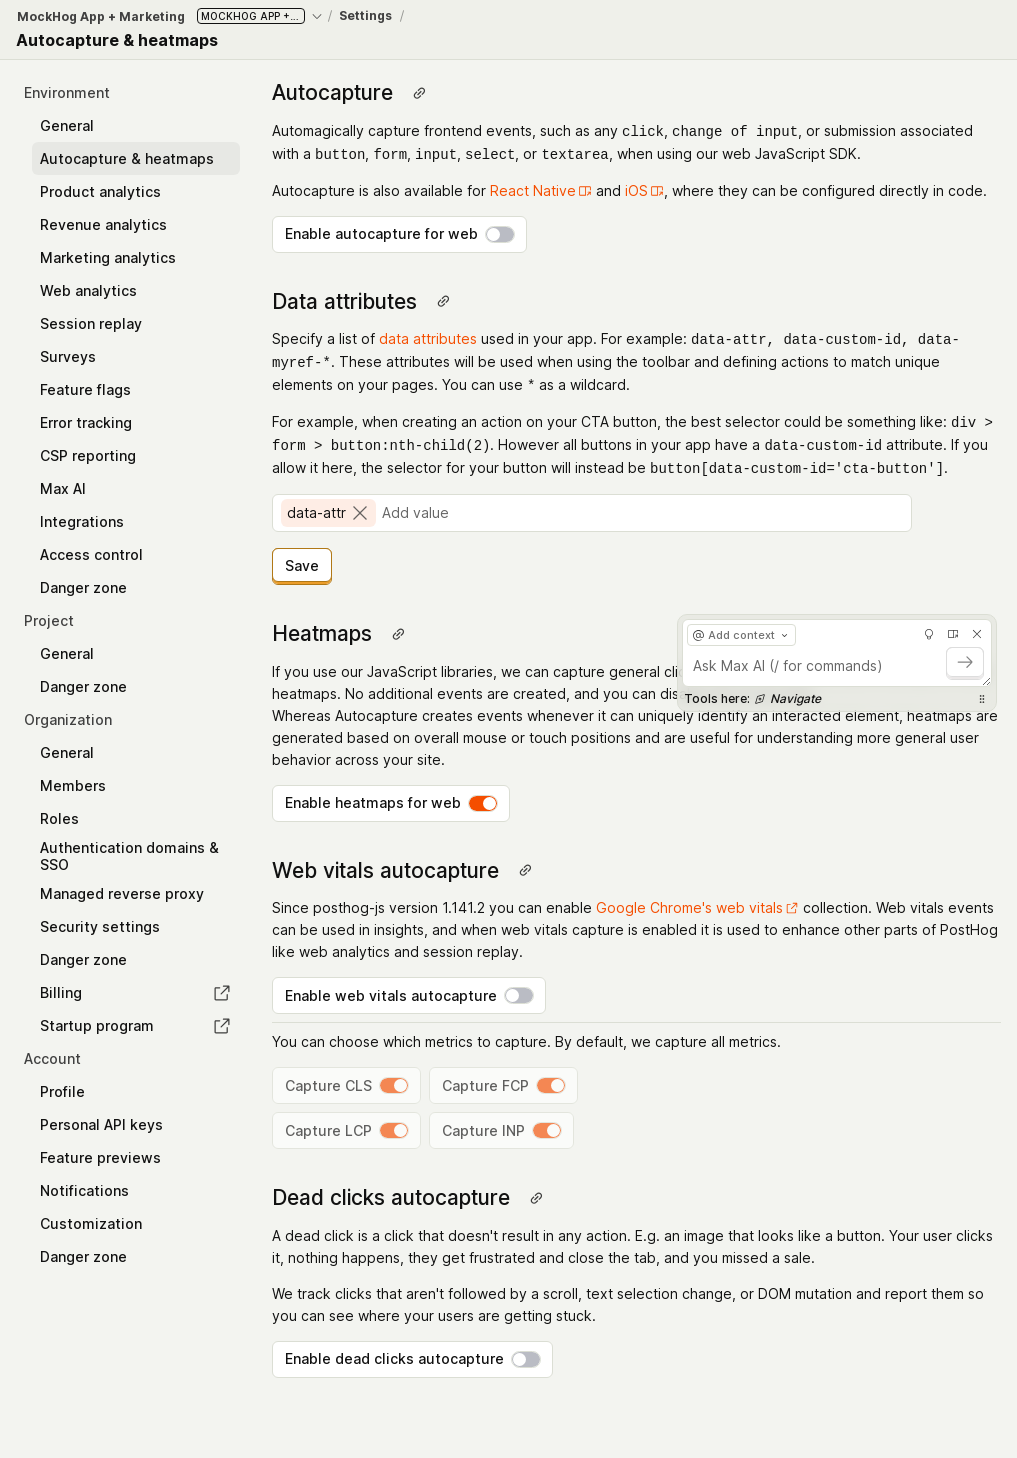 MockHog App + Marketing MOCKHOG APP +... / Settings /
Autocapture & heatmaps
Environment
General
Autocapture & heatmaps
Product analytics
Revenue analytics
Marketing analytics
Web analytics
Session replay
Surveys
Feature flags
Error tracking
CSP reporting
Max AI
Integrations
Access control
Danger zone
Project
General
Danger zone
Organization
General
Members
Roles
Authentication domains &
SSO
Managed reverse proxy
Security settings
Danger zone
Billing
Startup program
Account
Profile
Personal API keys
Feature previews
Notifications
Customization
Danger zone
Autocapture
Automagically capture frontend events, such as any click, change of input, or submission associated
with a button, form, input, select, or textarea, when using our web JavaScript SDK.
Autocapture is also available for React Native and iOS, where they can be configured directly in code.
Enable autocapture for web
Data attributes
Specify a list of data attributes used in your app. For example: data-attr, data-custom-id, data-
myref-*. These attributes will be used when using the toolbar and defining actions to match unique
elements on your pages. You can use * as a wildcard.
For example, when creating an action on your CTA button, the best selector could be something like: div >
form > button:nth-child(2). However all buttons in your app have a data-custom-id attribute. If you
allow it here, the selector for your button will instead be button[data-custom-id='cta-button'].
data-attr Add value
Save
Heatmaps
If you use our JavaScript libraries, we can capture general cli
heatmaps. No additional events are created, and you can dis
Whereas Autocapture creates events whenever it can uniquely identify an interacted element, heatmaps are
generated based on overall mouse or touch positions and are useful for understanding more general user
behavior across your site.
@ Add context
Ask Max AI (/ for commands)
Tools here: Navigate
Enable heatmaps for web
Web vitals autocapture
Since posthog-js version 1.141.2 you can enable Google Chrome's web vitals collection. Web vitals events
can be used in insights, and when web vitals capture is enabled it is used to enhance other parts of PostHog
like web analytics and session replay.
Enable web vitals autocapture
You can choose which metrics to capture. By default, we capture all metrics.
Capture CLS Capture FCP
Capture LCP Capture INP
Dead clicks autocapture
A dead click is a click that doesn't result in any action. E.g. an image that looks like a button. Your user clicks
it, nothing happens, they get frustrated and close the tab, and you missed a sale.
We track clicks that aren't followed by a scroll, text selection change, or DOM mutation and report them so
you can see where your users are getting stuck.
Enable dead clicks autocapture